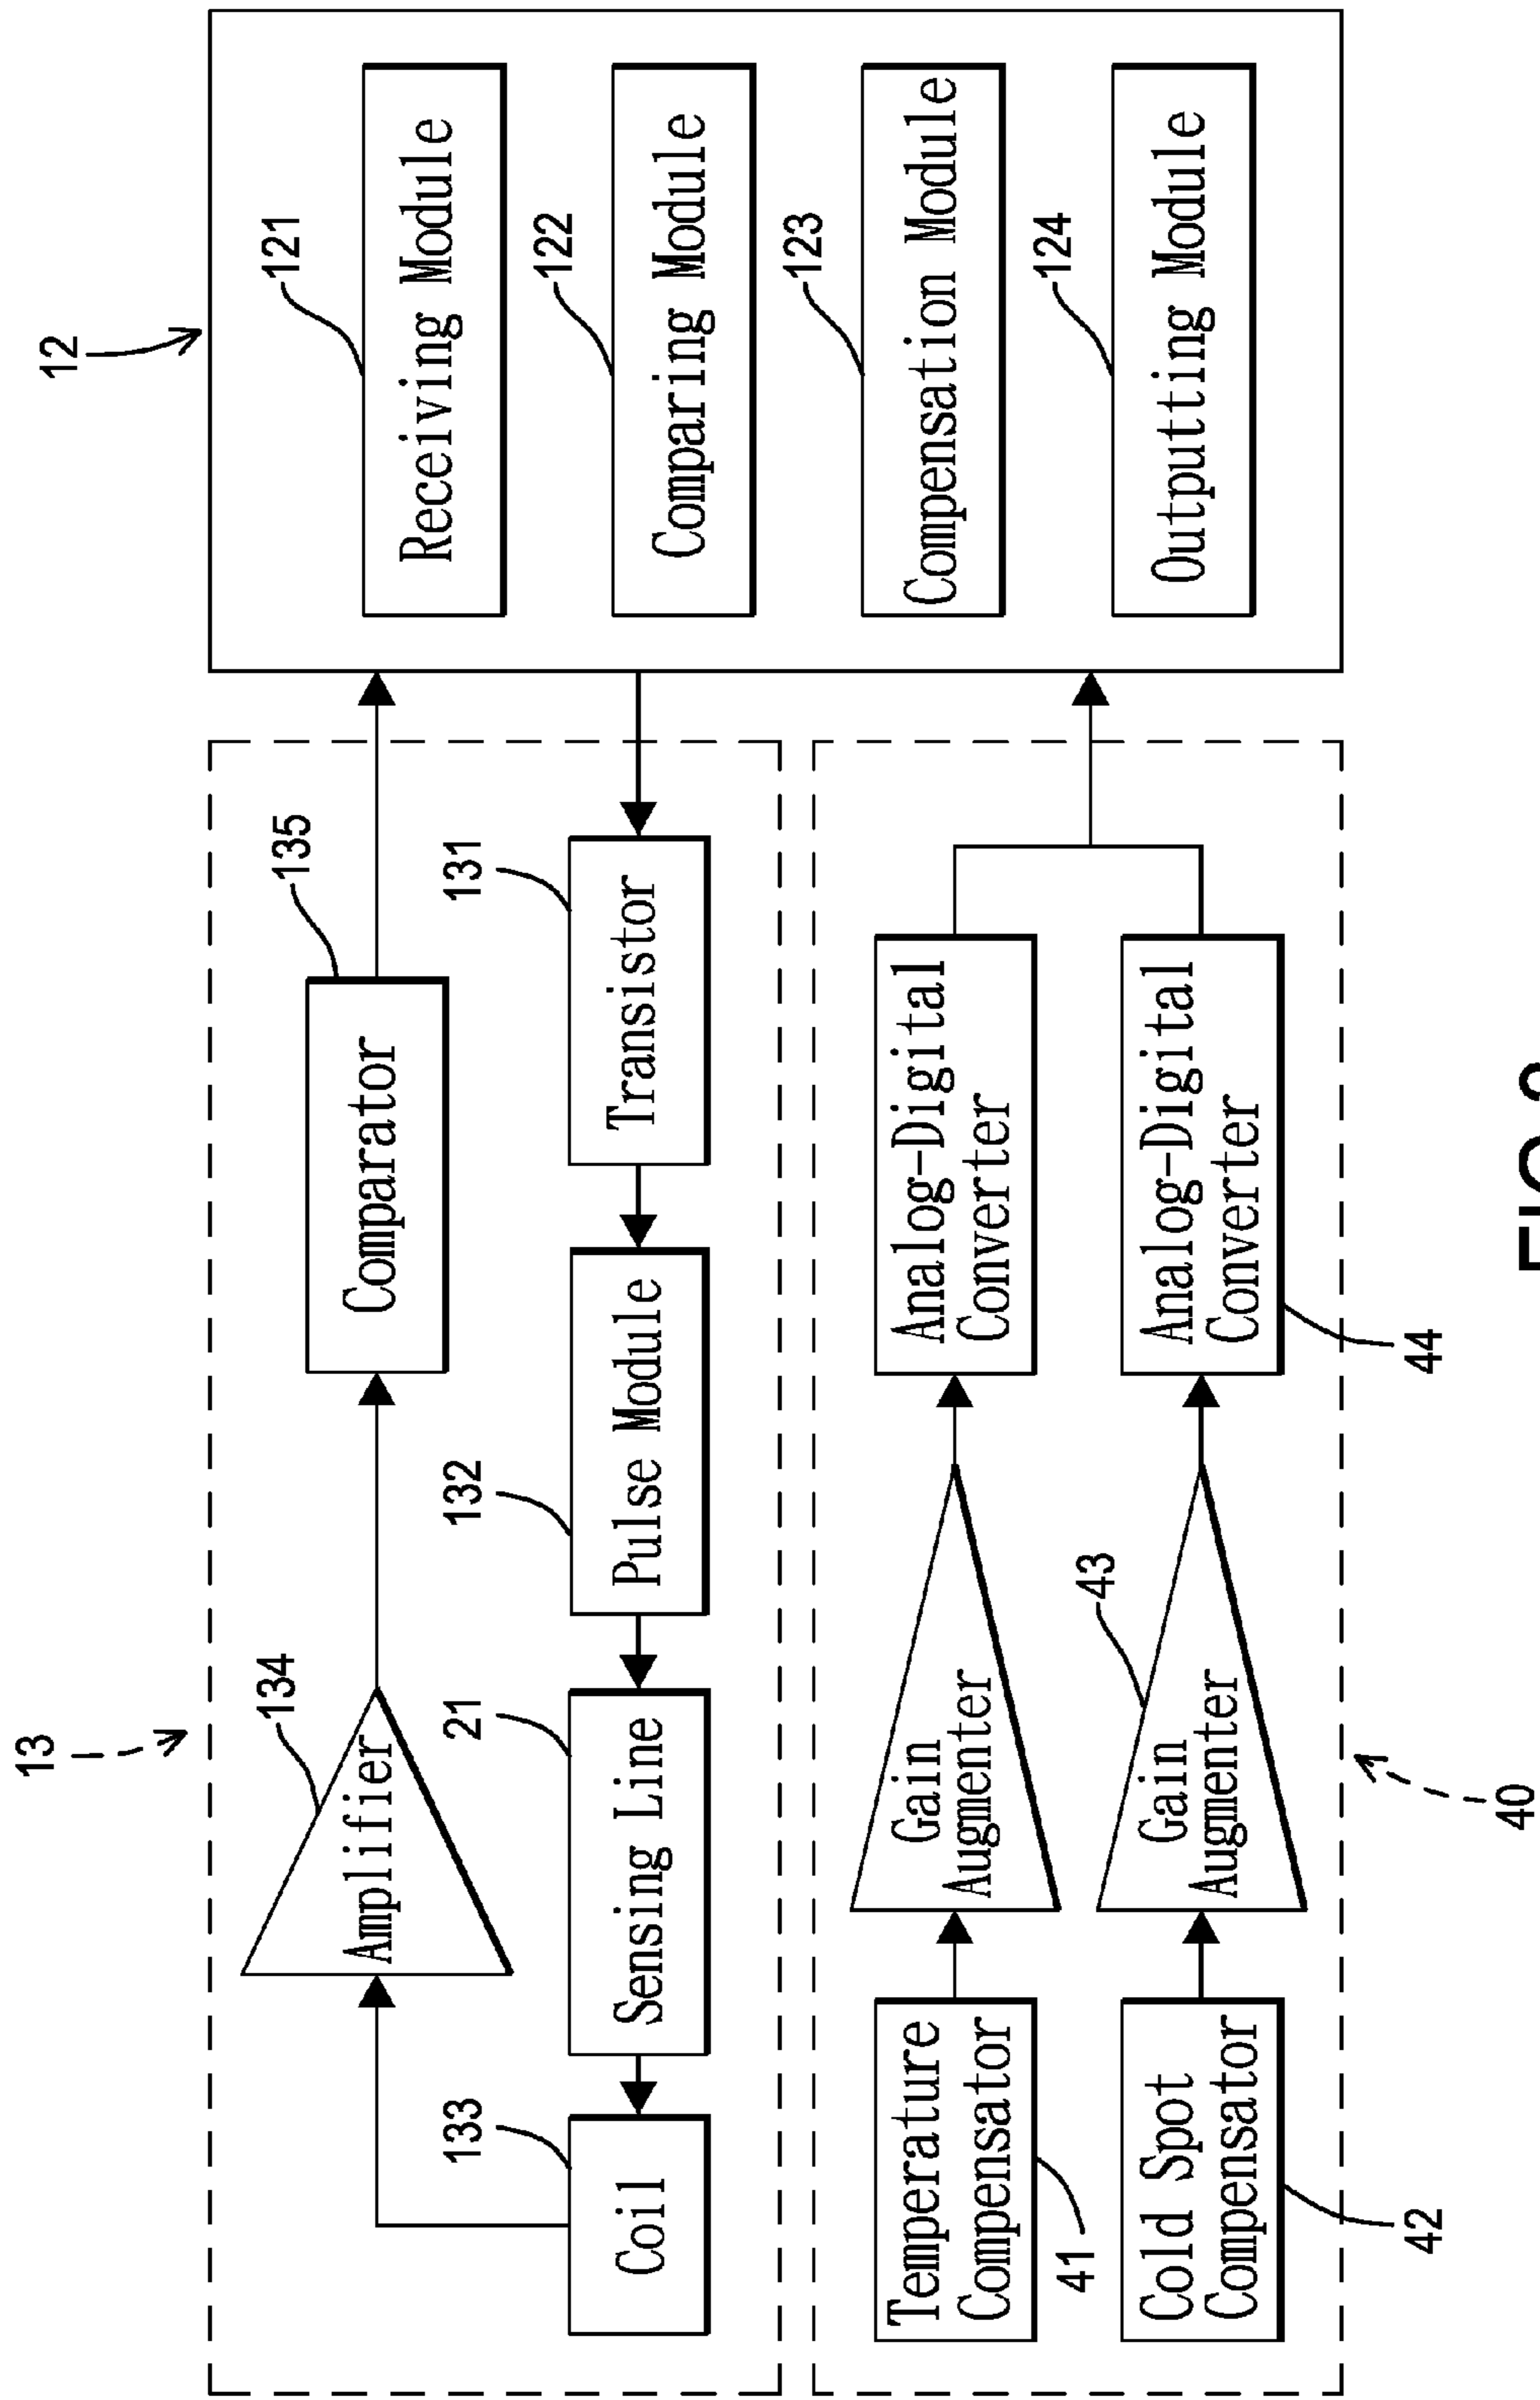 12
121
Receiving Module
122
Comparing Module
123
Compensation Module
124
Outputting Module
13
134
Amplifier
135
Comparator
133
Coil
21
Sensing Line
132
Pulse Module
131
Transistor
Temperature
Compensator
41
Gain
Augmenter
Analog-Digital
Converter
Cold Spot
Compensator
42
Gain
Augmenter
43
Analog-Digital
Converter
44
40